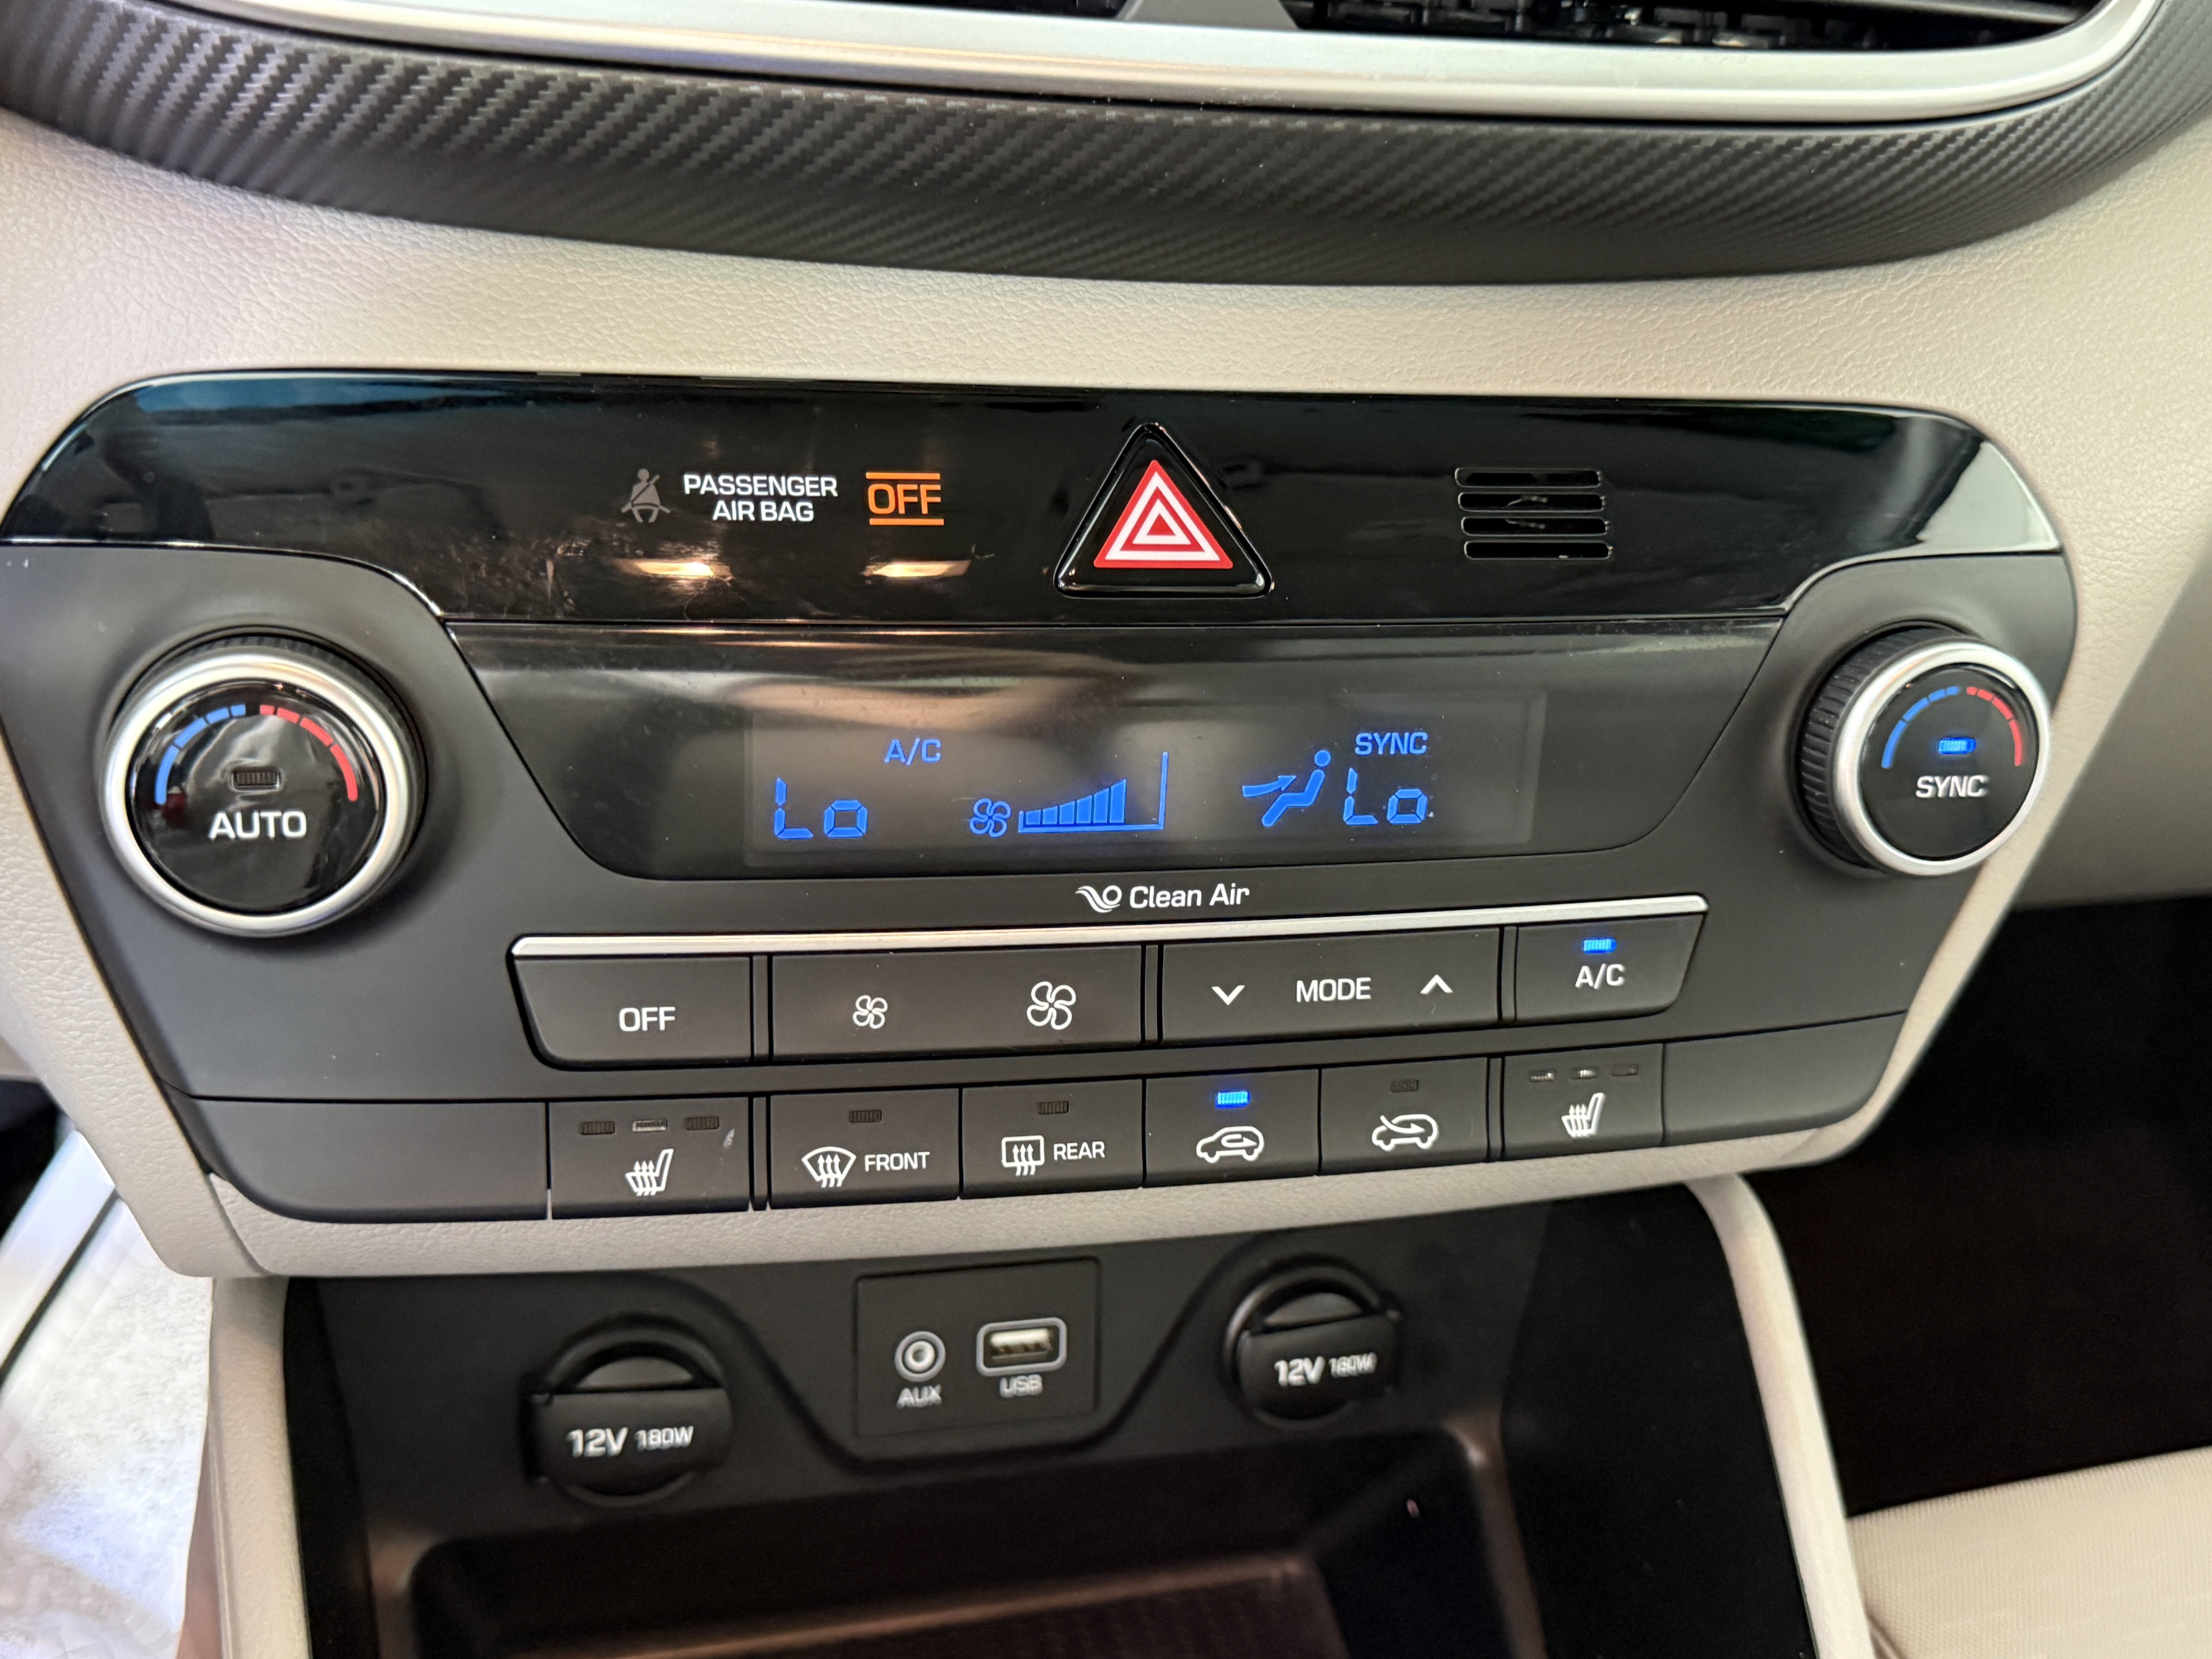 PASSENGER
AIR BAG
OFF
A/C
SYNC
Lo
Lo
AUTO
SYNC
Clean Air
OFF
MODE
A/C
FRONT
REAR
AUX
USB
12V 180W
12V 180W